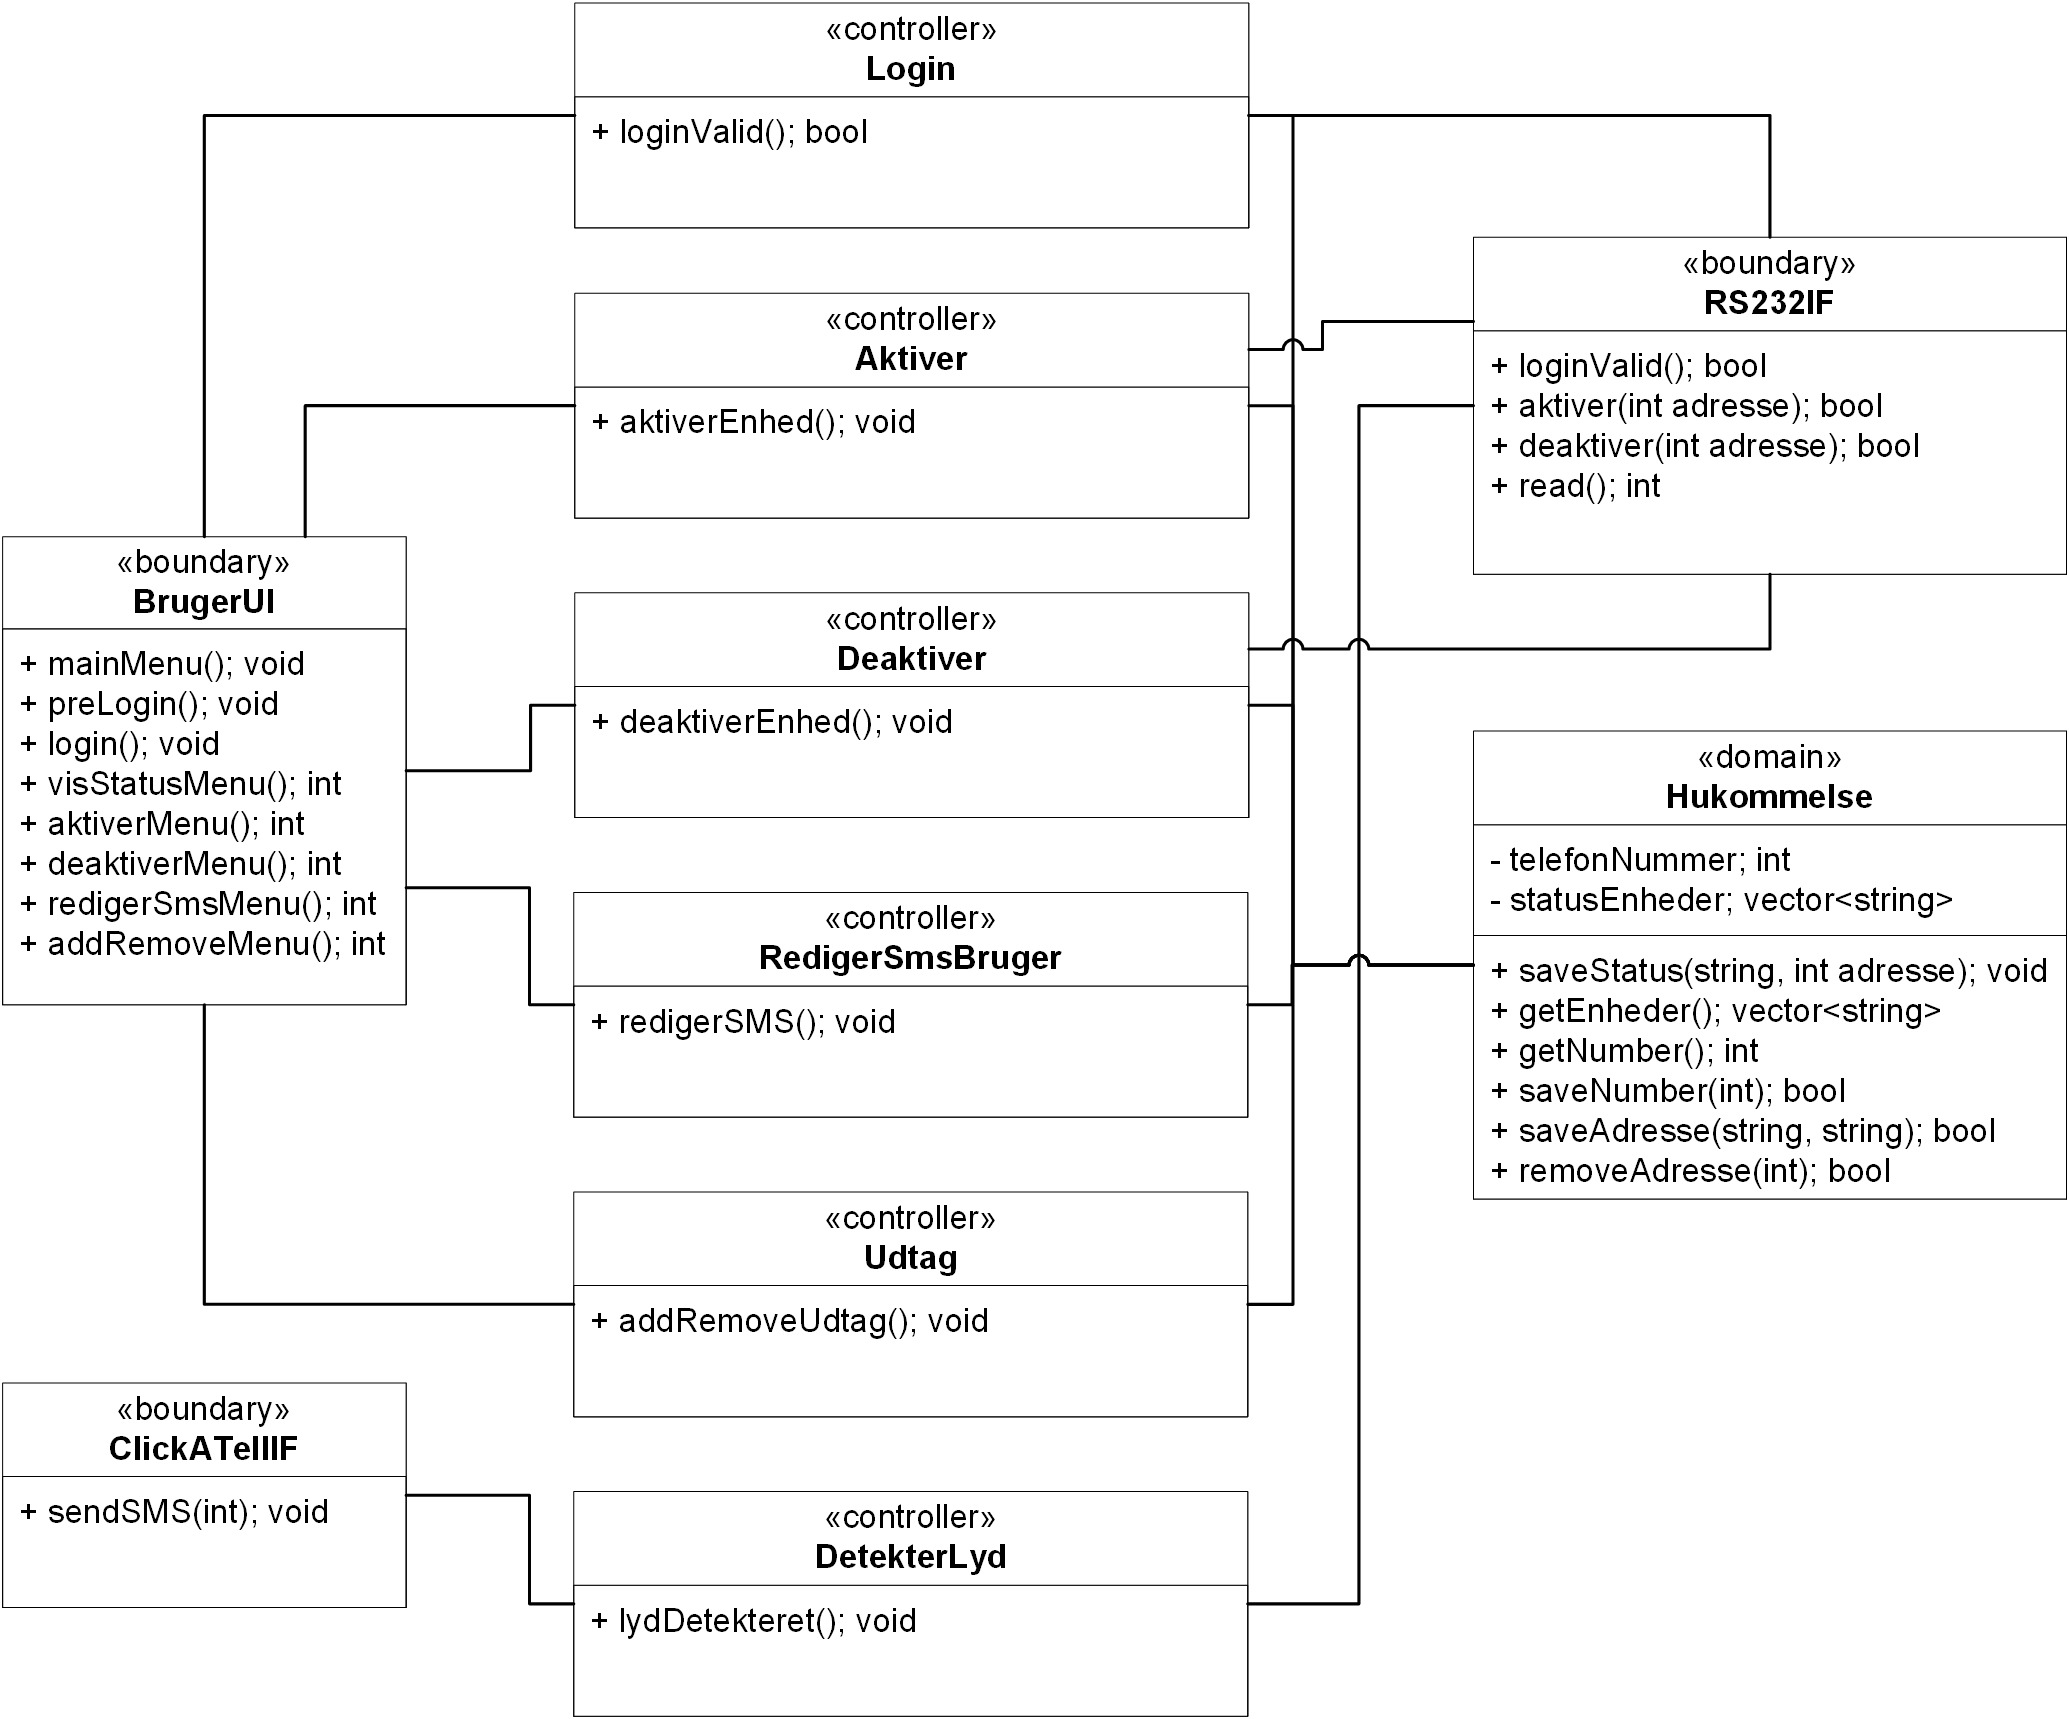 «controller»
Login
+ loginValid(); bool
«controller»
Aktiver
+ aktiverEnhed(); void
«boundary»
RS232IF
+ loginValid(); bool
+ aktiver(int adresse); bool
+ deaktiver(int adresse); bool
+ read(); int
«boundary»
BrugerUI
+ mainMenu(); void
+ preLogin(); void
+ login(); void
+ visStatusMenu(); int
+ aktiverMenu(); int
+ deaktiverMenu(); int
+ redigerSmsMenu(); int
+ addRemoveMenu(); int
«controller»
Deaktiver
+ deaktiverEnhed(); void
«domain»
Hukommelse
- telefonNummer; int
- statusEnheder; vector<string>
+ saveStatus(string, int adresse); void
+ getEnheder(); vector<string>
+ getNumber(); int
+ saveNumber(int); bool
+ saveAdresse(string, string); bool
+ removeAdresse(int); bool
«controller»
RedigerSmsBruger
+ redigerSMS(); void
«controller»
Udtag
+ addRemoveUdtag(); void
«boundary»
ClickATellIF
+ sendSMS(int); void
«controller»
DetekterLyd
+ lydDetekteret(); void